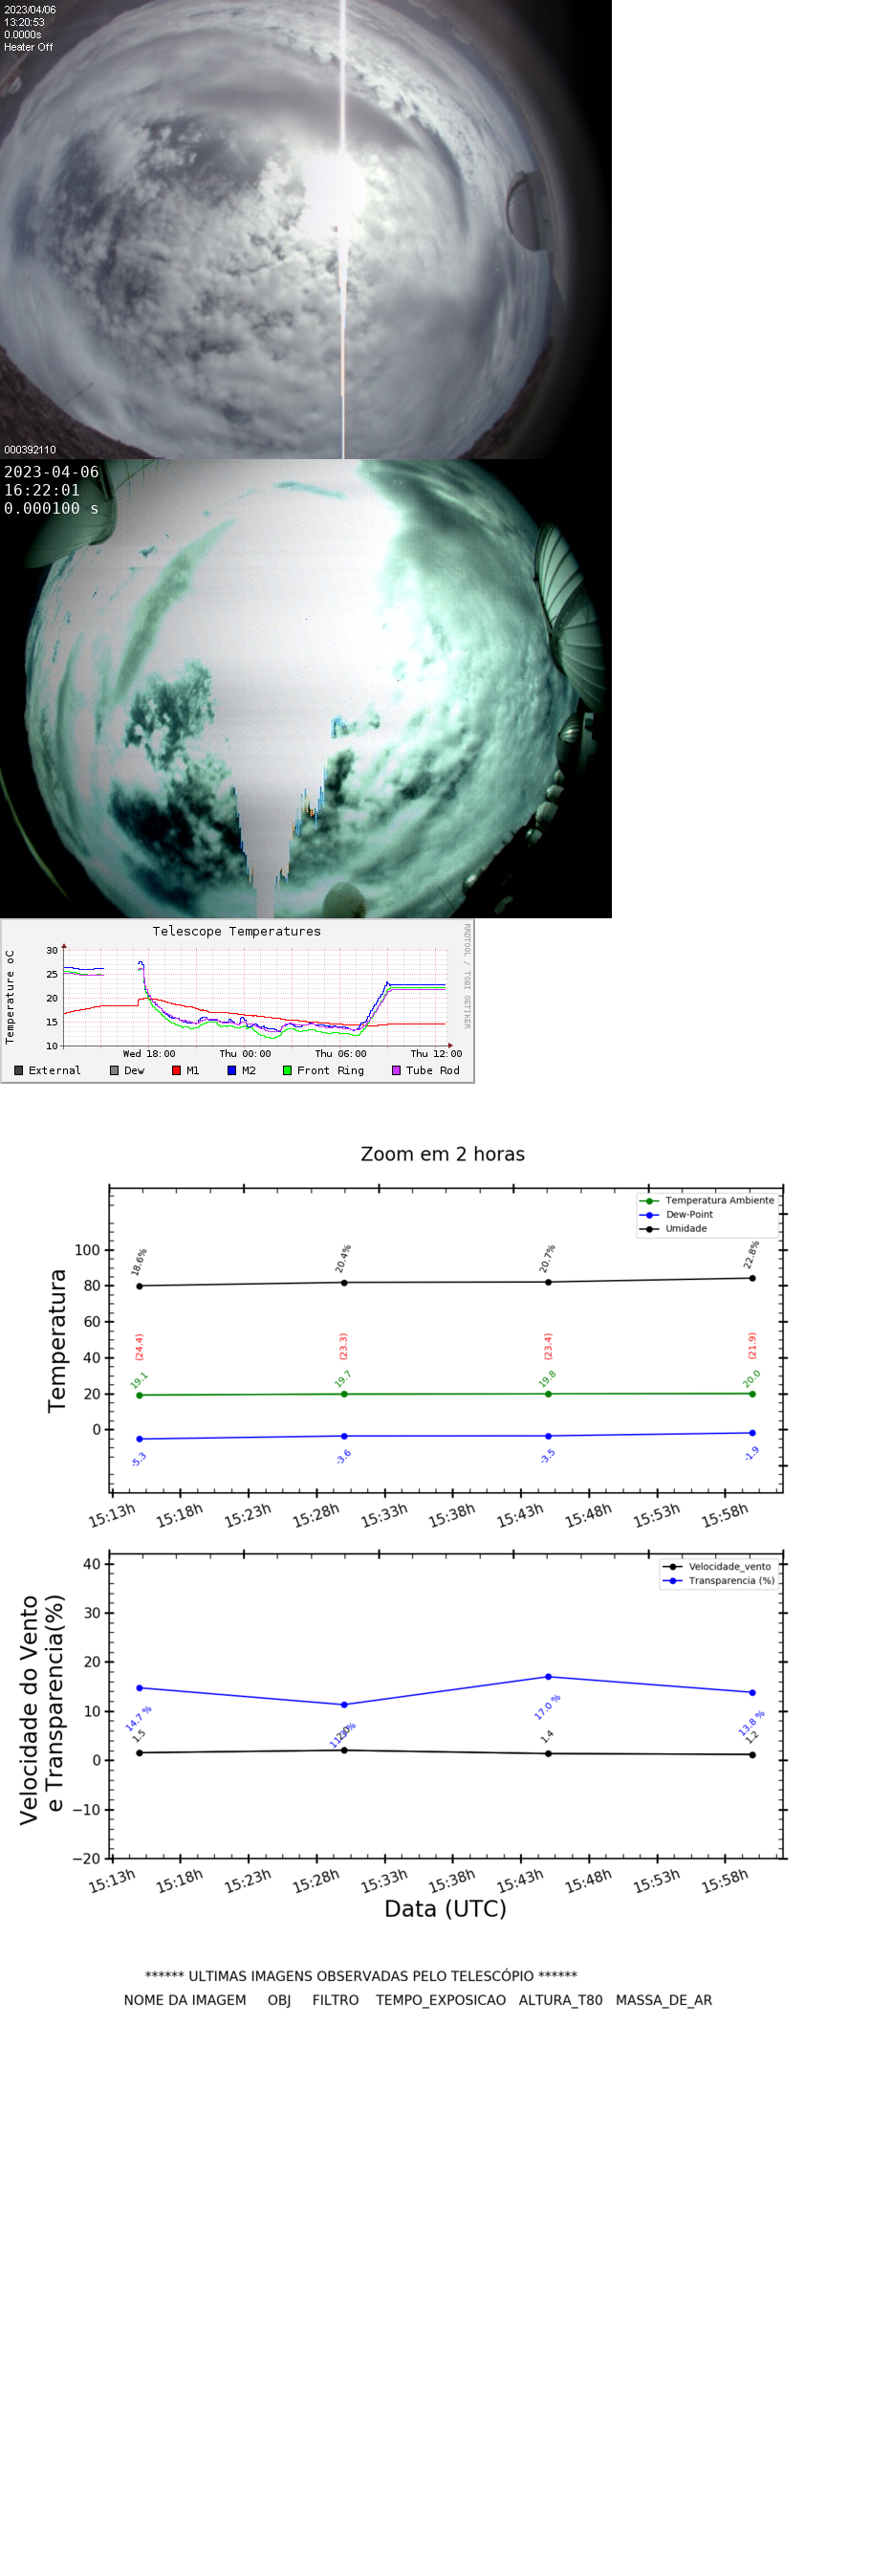 2023/04/06
13:20:53
0.0000s
Heater Off
000392110
2023-04-06
16:22:01
0.000100 s
Telescope Temperatures
RRDTOOL / TOBI OETIKER
Temperature oC
30
25
20
15
10
Wed 18:00 Thu 00:00 Thu 06:00 Thu 12:00
External Dew M1 M2 Front Ring Tube Rod
Zoom em 2 horas
Temperatura Ambiente
Dew-Point
Umidade
Temperatura
100
80
60
40
20
0
18.6% 20.4% 20.7% 22.8%
(24.4) (23.3) (23.4) (21.9)
19.1 19.7 19.8 20.0
-5.3 -3.6 -3.5 -1.9
15:13h 15:18h 15:23h 15:28h 15:33h 15:38h 15:43h 15:48h 15:53h 15:58h
Velocidade_vento
Transparencia (%)
Velocidade do Vento
e Transparencia(%)
40
30
20
10
0
−10
−20
14.7 % 17.0 % 13.8 %
1.5 1.4 1.2
15:13h 15:18h 15:23h 15:28h 15:33h 15:38h 15:43h 15:48h 15:53h 15:58h
Data (UTC)
****** ULTIMAS IMAGENS OBSERVADAS PELO TELESCÓPIO ******
NOME DA IMAGEM OBJ FILTRO TEMPO_EXPOSICAO ALTURA_T80 MASSA_DE_AR